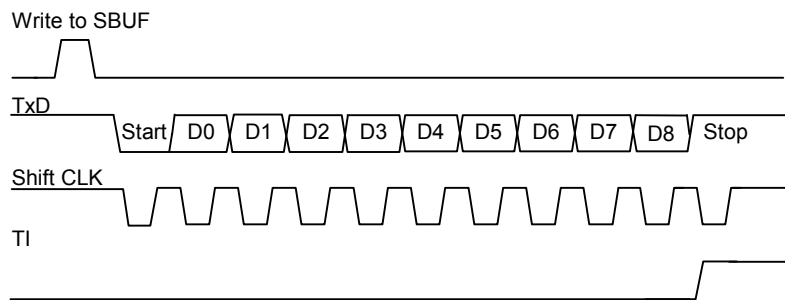 Write to SBUF
TxD
Start D0 D1 D2 D3 D4 D5 D6 D7 D8 Stop
Shift CLK
TI